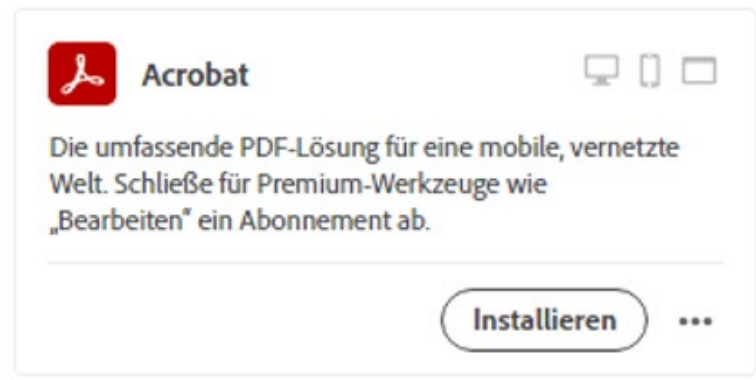 Acrobat
Die umfassende PDF-Lösung für eine mobile, vernetzte
Welt. Schließe für Premium-Werkzeuge wie
„Bearbeiten“ ein Abonnement ab.
Installieren